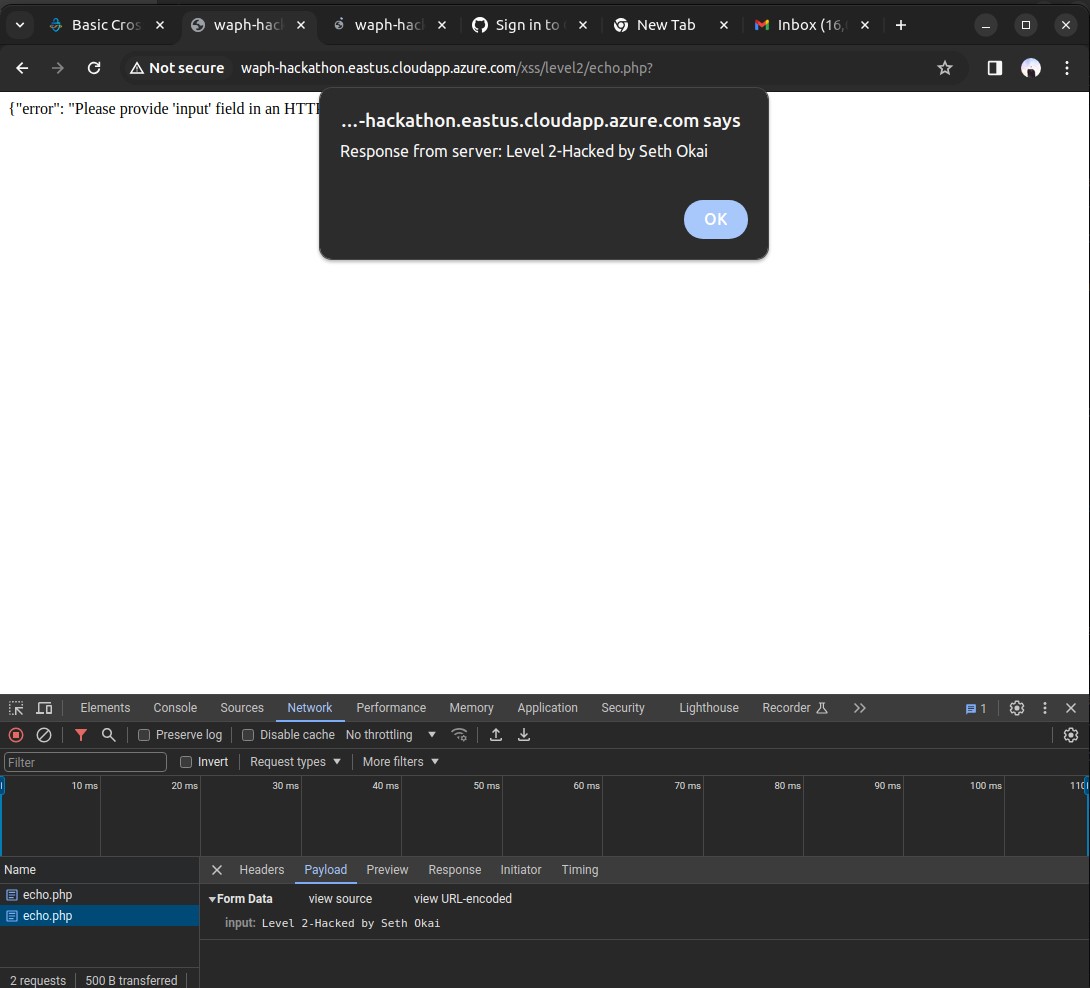 Basic Cros
waph-hac
waph-hac
Sign in to
New Tab
Inbox (16,
Not secure
waph-hackathon.eastus.cloudapp.azure.com/xss/level2/echo.php?
{"error": "Please provide 'input' field in an HTTP
...-hackathon.eastus.cloudapp.azure.com says
Response from server: Level 2-Hacked by Seth Okai
OK
Elements Console Sources Network Performance Memory Application Security Lighthouse Recorder 1
Preserve log Disable cache No throttling
Filter Invert Request types More filters
10 ms 20 ms 30 ms 40 ms 50 ms 60 ms 70 ms 80 ms 90 ms 100 ms 110
Name
Headers Payload Preview Response Initiator Timing
echo.php
echo.php
Form Data view source view URL-encoded
input: Level 2-Hacked by Seth Okai
2 requests 500 B transferred